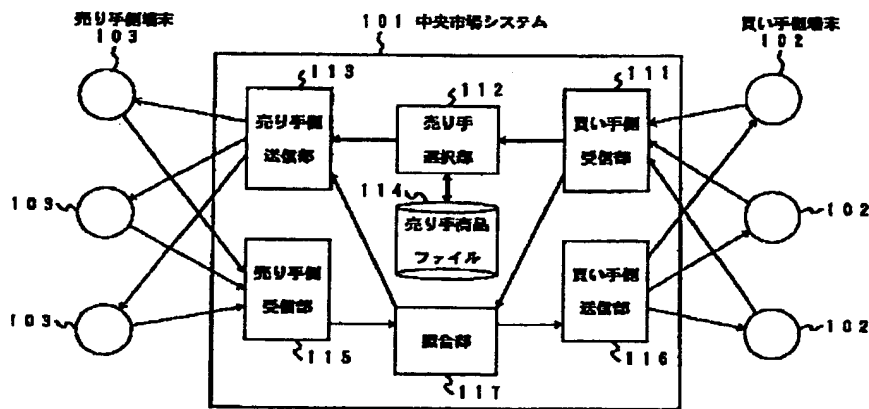 売り手側端末
103
101 中央市場システム
買い手側端末
102
113
売り手側
送信部
112
売り手
選択部
111
買い手側
受信部
114
売り手商品
ファイル
103
102
売り手側
受信部
115
照合部
117
買い手側
送信部
116
103
102